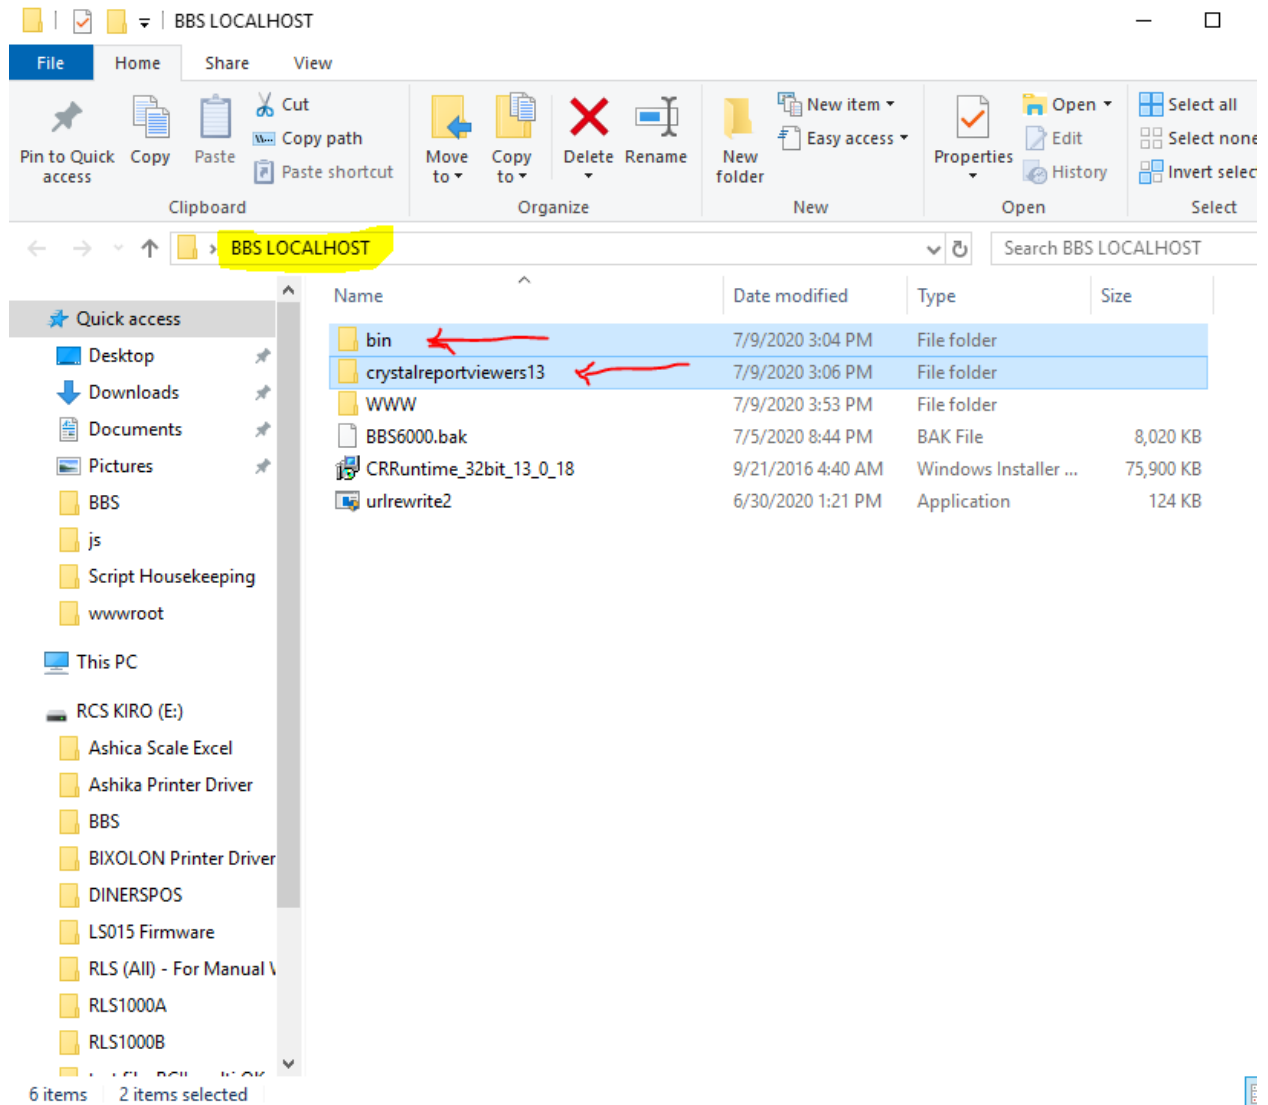 BBS LOCALHOST
File Home Share View
Pin to Quick access
Copy
Paste
Cut
Copy path
Paste shortcut
Move to
Copy to
Delete
Rename
New folder
New item
Easy access
Properties
Open
Edit
History
Select all
Select none
Invert selec
Clipboard Organize New Open Select
BBS LOCALHOST
Search BBS LOCALHOST
Name Date modified Type Size
Quick access
Desktop
Downloads
Documents
Pictures
BBS
js
Script Housekeeping
wwwroot
This PC
RCS KIRO (E:)
Ashica Scale Excel
Ashika Printer Driver
BBS
BIXOLON Printer Driver
DINERSPOS
LS015 Firmware
RLS (All) - For Manual
RLS1000A
RLS1000B
bin 7/9/2020 3:04 PM File folder
crystalreportviewers13 7/9/2020 3:06 PM File folder
WWW 7/9/2020 3:53 PM File folder
BBS6000.bak 7/5/2020 8:44 PM BAK File 8,020 KB
CRRuntime_32bit_13_0_18 9/21/2016 4:40 AM Windows Installer ... 75,900 KB
urlrewrite2 6/30/2020 1:21 PM Application 124 KB
6 items 2 items selected